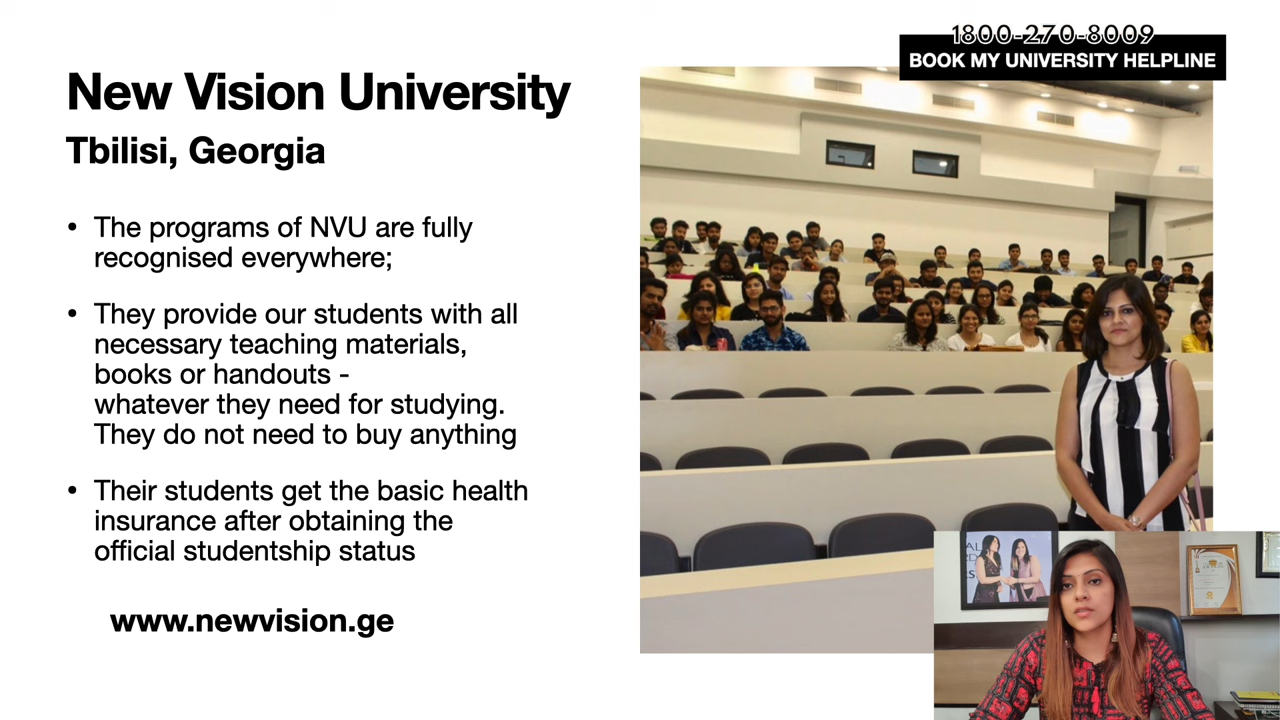 1800-270-8009
BOOK MY UNIVERSITY HELPLINE
New Vision University
Tbilisi, Georgia
• The programs of NVU are fully
recognised everywhere;
• They provide our students with all
necessary teaching materials,
books or handouts -
whatever they need for studying.
They do not need to buy anything
• Their students get the basic health
insurance after obtaining the
official studentship status
www.newvision.ge